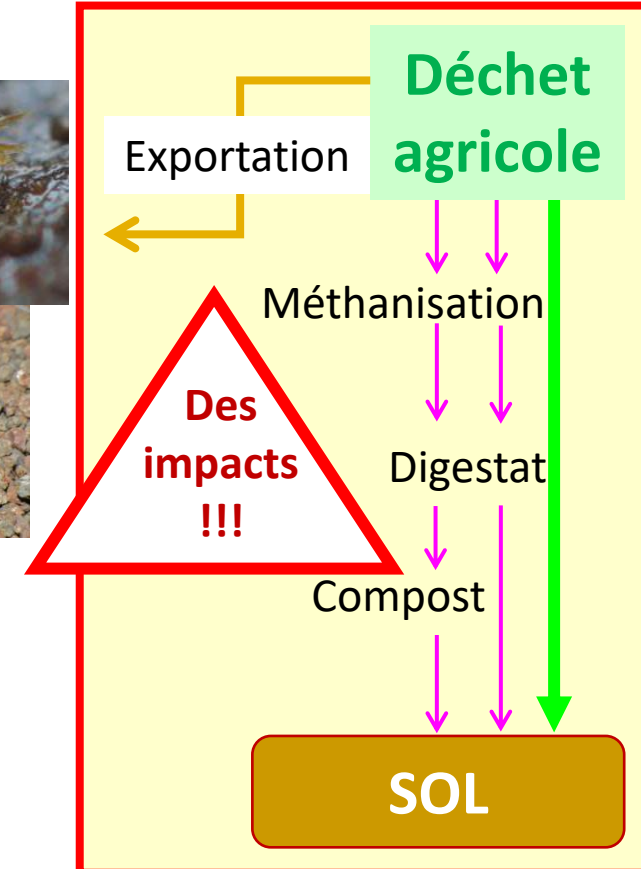 Déchet
agricole
Exportation
Méthanisation
Des
impacts
!!!
Digestat
Compost
SOL